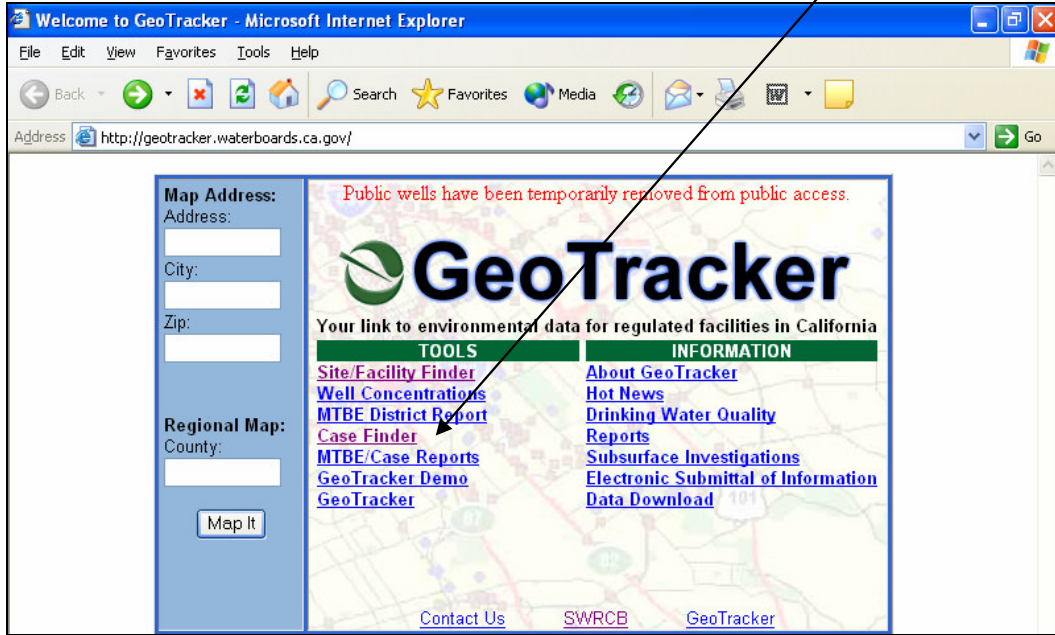 Welcome to GeoTracker - Microsoft Internet Explorer
File Edit View Favorites Tools Help
Back Search Favorites Media
Address http://geotracker.waterboards.ca.gov/ Go
Map Address:
Address:
City:
Zip:
Regional Map:
County:
Map It
Public wells have been temporarily removed from public access.
GeoTracker
Your link to environmental data for regulated facilities in California
TOOLS
Site/Facility Finder
Well Concentrations
MTBE District Report
Case Finder
MTBE/Case Reports
GeoTracker Demo
GeoTracker
INFORMATION
About GeoTracker
Hot News
Drinking Water Quality
Reports
Subsurface Investigations
Electronic Submittal of Information
Data Download
101
Contact Us SWRCB GeoTracker